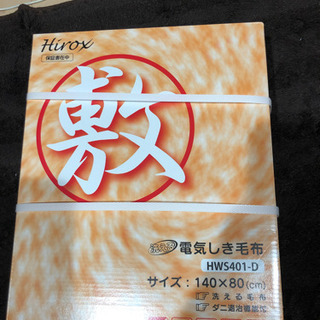 Hirox
保証書在中
敷
電気しき毛布
HWS401-D
サイズ:140×80(cm)
洗える毛布
ダニ退治機能